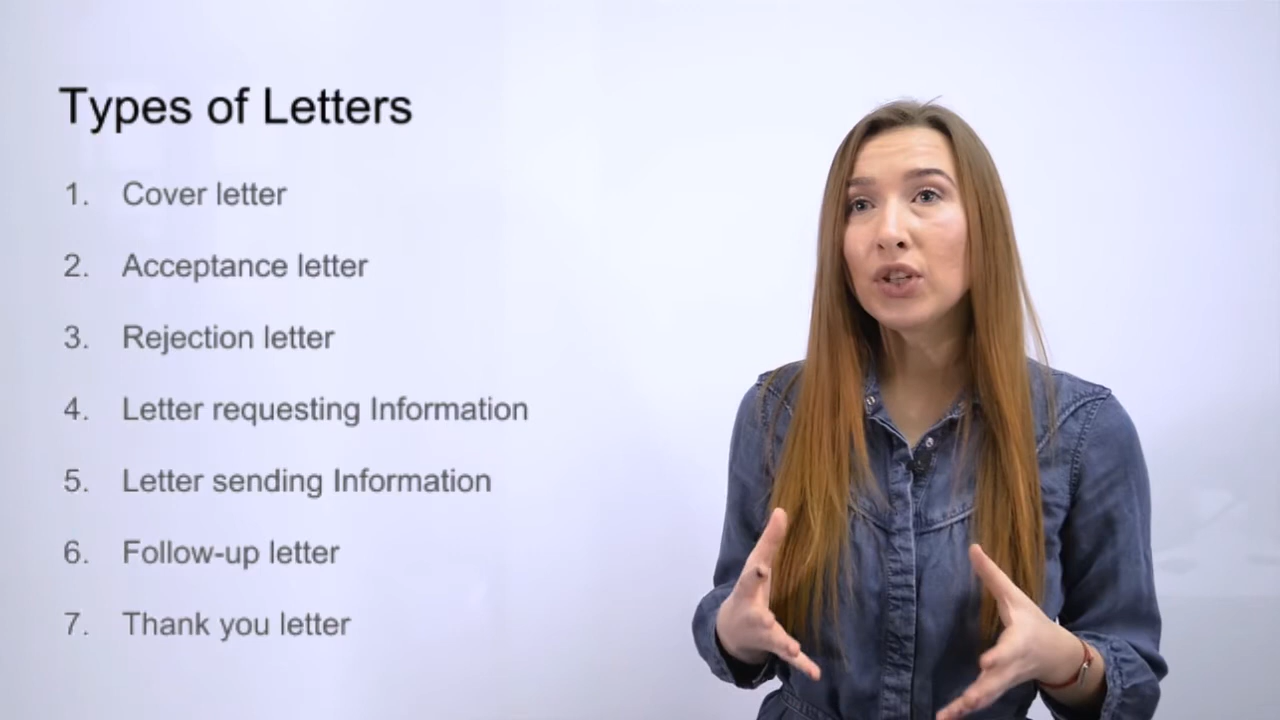 Types of Letters
1. Cover letter
2. Acceptance letter
3. Rejection letter
4. Letter requesting Information
5. Letter sending Information
6. Follow-up letter
7. Thank you letter